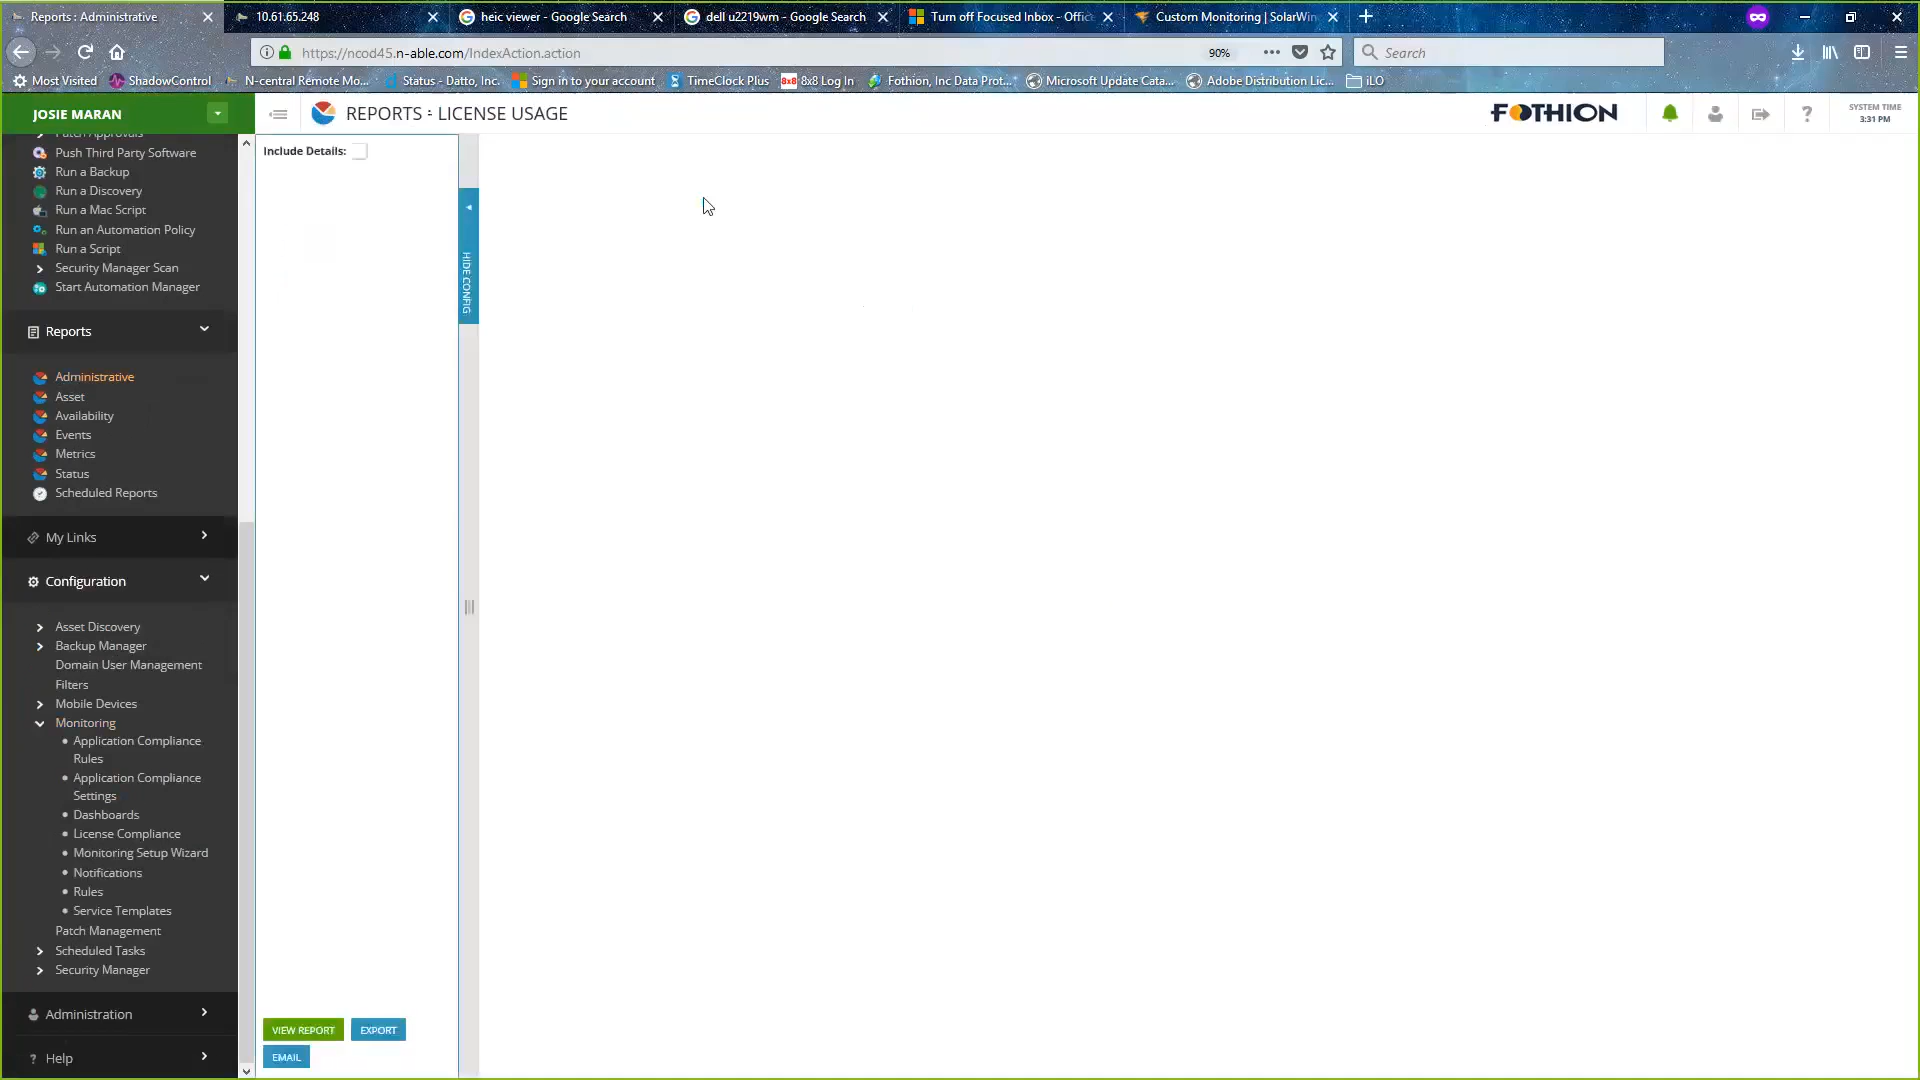 Reports : Administrative
10.61.65.248
heic viewer - Google Search
dell u2219wm - Google Search
Turn off Focused Inbox - Offic
Custom Monitoring | SolarWin
https://ncod45.n-able.com/IndexAction.action
90%
Search
Most Visited
ShadowControl
N-central Remote Mo...
Status - Datto, Inc.
Sign in to your account
TimeClock Plus
8x8 8x8 Log In
Fothion, Inc Data Prot...
Microsoft Update Cata...
Adobe Distribution Lic...
iLO
JOSIE MARAN
REPORTS - LICENSE USAGE
FOTHION
?
SYSTEM TIME
3:31 PM
Patch Approvals
Push Third Party Software
Run a Backup
Run a Discovery
Run a Mac Script
Run an Automation Policy
Run a Script
Security Manager Scan
Start Automation Manager
Reports
Administrative
Asset
Availability
Events
Metrics
Status
Scheduled Reports
My Links
Configuration
Asset Discovery
Backup Manager
Domain User Management
Filters
Mobile Devices
Monitoring
Application Compliance
Rules
Application Compliance
Settings
Dashboards
License Compliance
Monitoring Setup Wizard
Notifications
Rules
Service Templates
Patch Management
Scheduled Tasks
Security Manager
Administration
? Help
Include Details:
HIDE CONFIG
VIEW REPORT
EXPORT
EMAIL